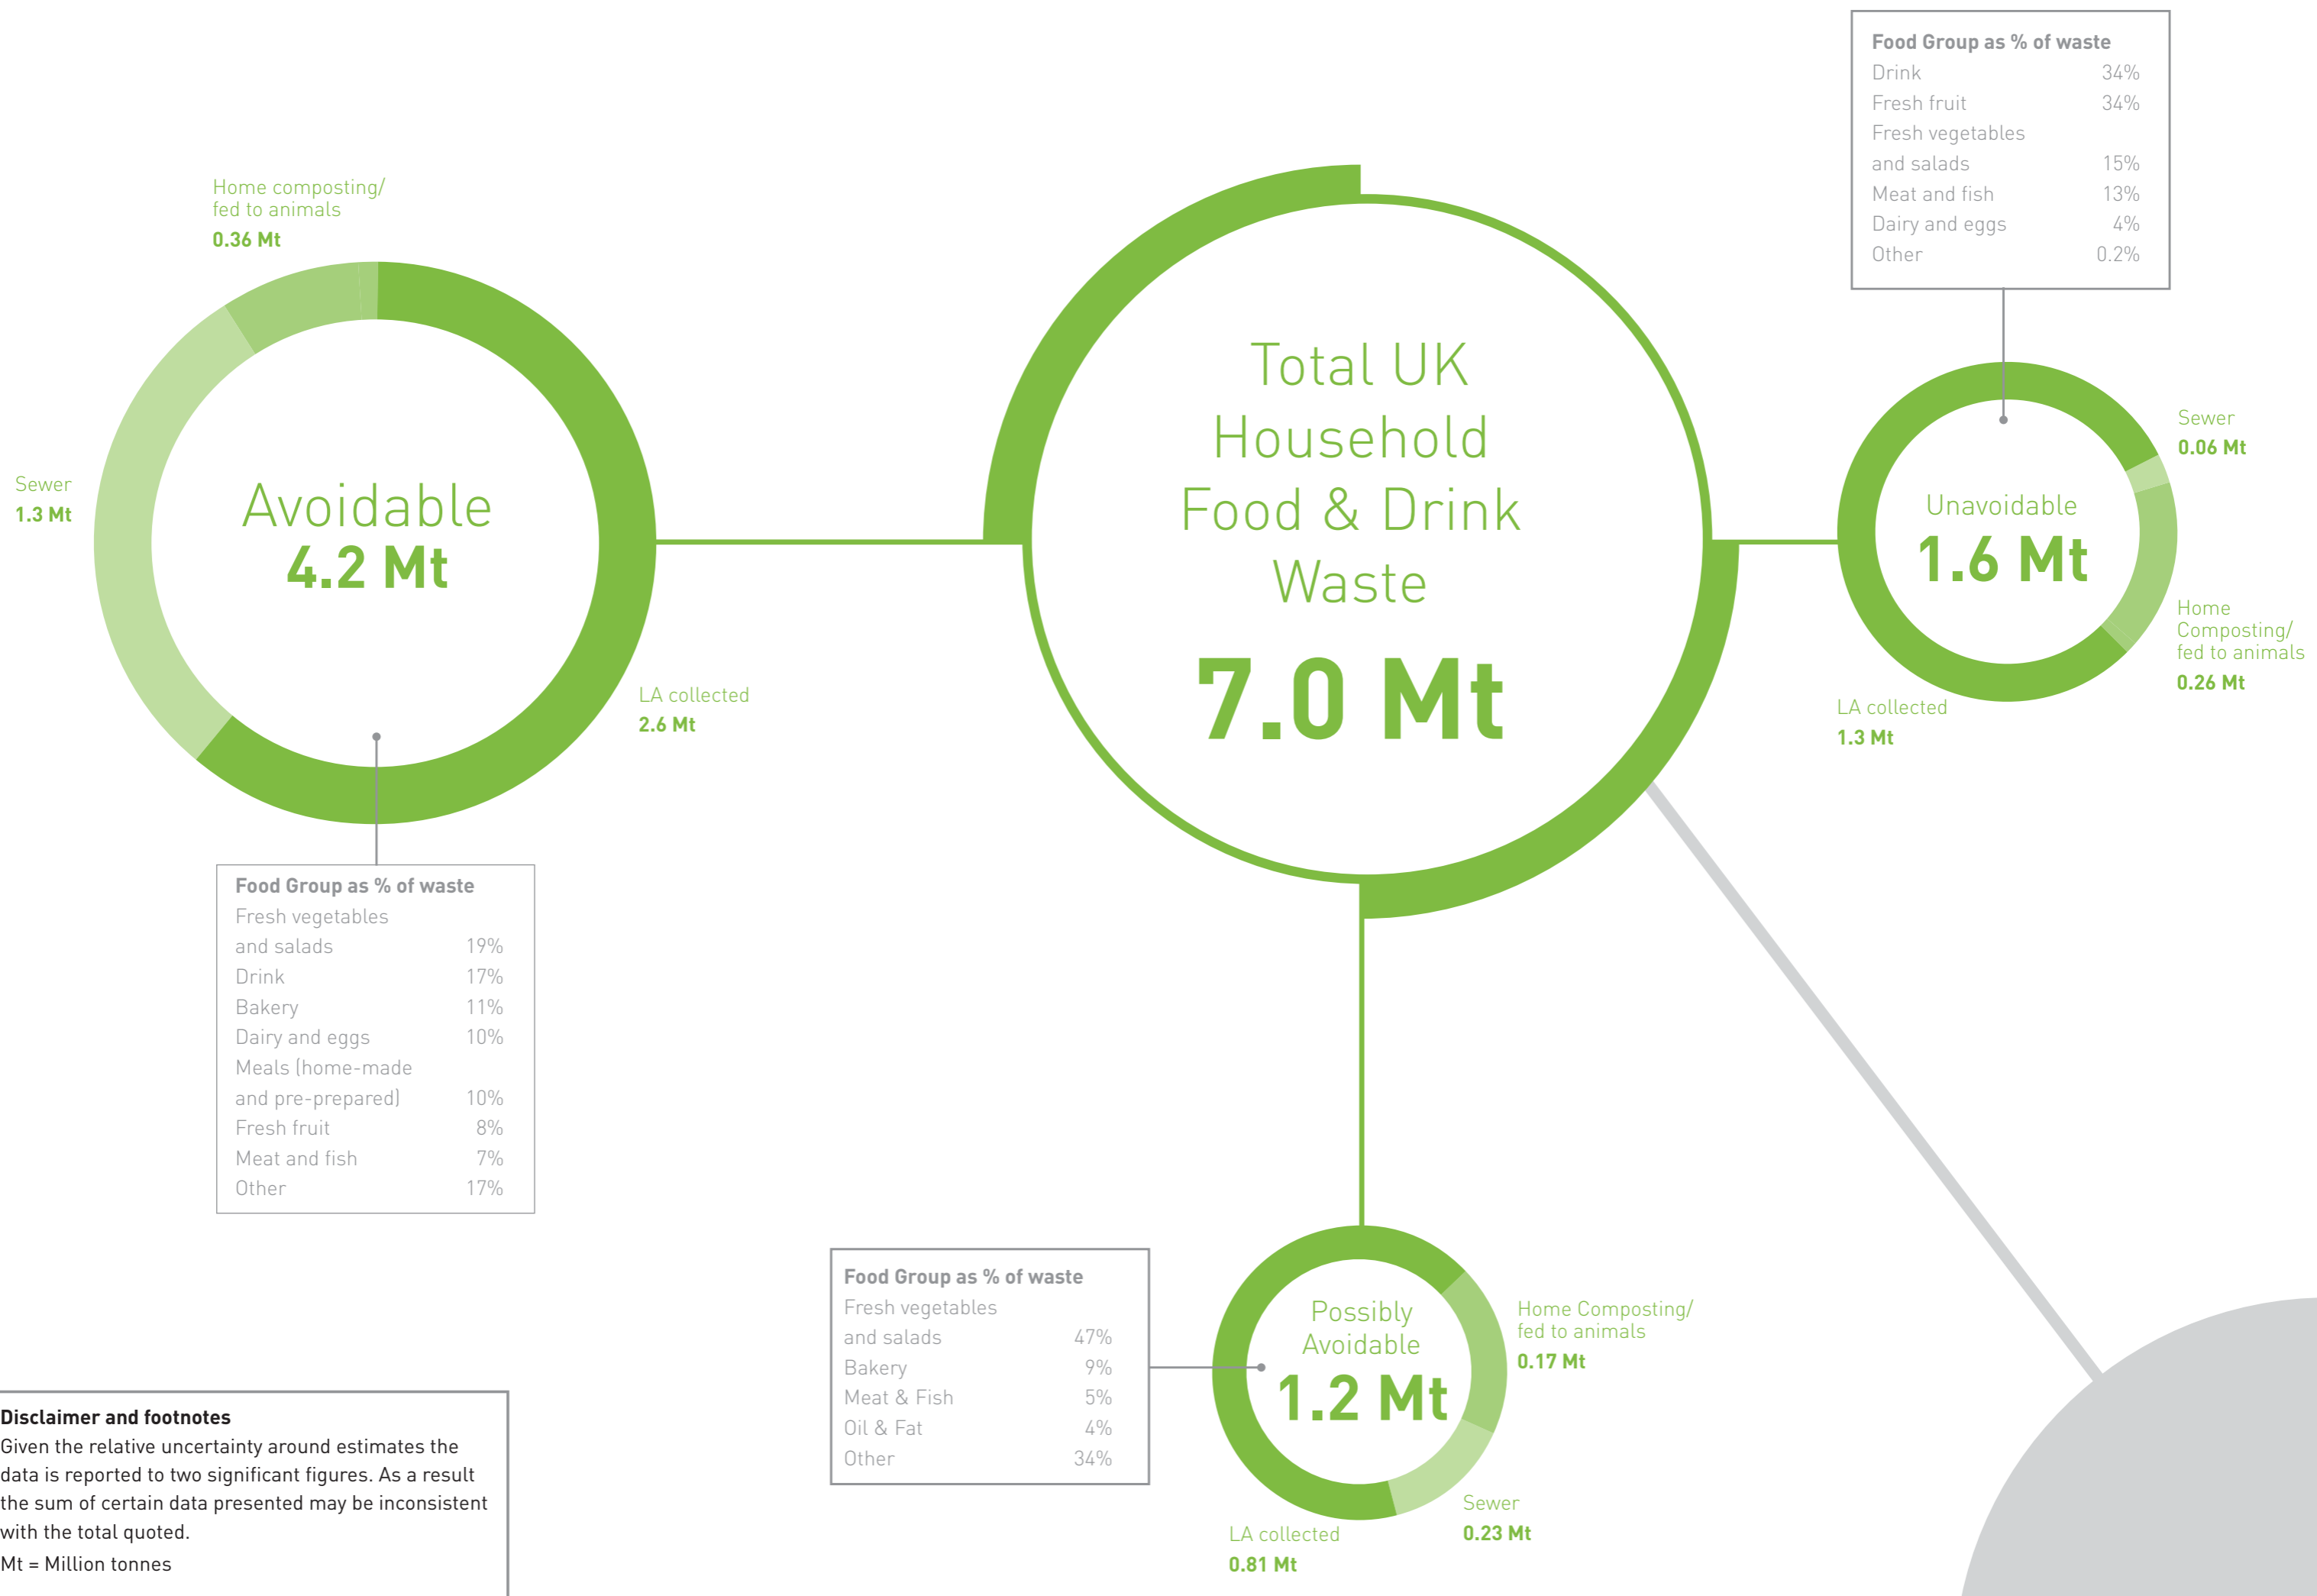 Home composting/
fed to animals
0.36 Mt
Sewer
1.3 Mt
Avoidable
4.2 Mt
LA collected
2.6 Mt
Food Group as % of waste
Fresh vegetables
and salads 19%
Drink 17%
Bakery 11%
Dairy and eggs 10%
Meals (home-made
and pre-prepared) 10%
Fresh fruit 8%
Meat and fish 7%
Other 17%
Total UK
Household
Food & Drink
Waste
7.0 Mt
Food Group as % of waste
Drink 34%
Fresh fruit 34%
Fresh vegetables
and salads 15%
Meat and fish 13%
Dairy and eggs 4%
Other 0.2%
Unavoidable
1.6 Mt
Sewer
0.06 Mt
Home
Composting/
fed to animals
0.26 Mt
LA collected
1.3 Mt
Food Group as % of waste
Fresh vegetables
and salads 47%
Bakery 9%
Meat & Fish 5%
Oil & Fat 4%
Other 34%
Possibly
Avoidable
1.2 Mt
Home Composting/
fed to animals
0.17 Mt
Sewer
0.23 Mt
LA collected
0.81 Mt
Disclaimer and footnotes
Given the relative uncertainty around estimates the
data is reported to two significant figures. As a result
the sum of certain data presented may be inconsistent
with the total quoted.
Mt = Million tonnes